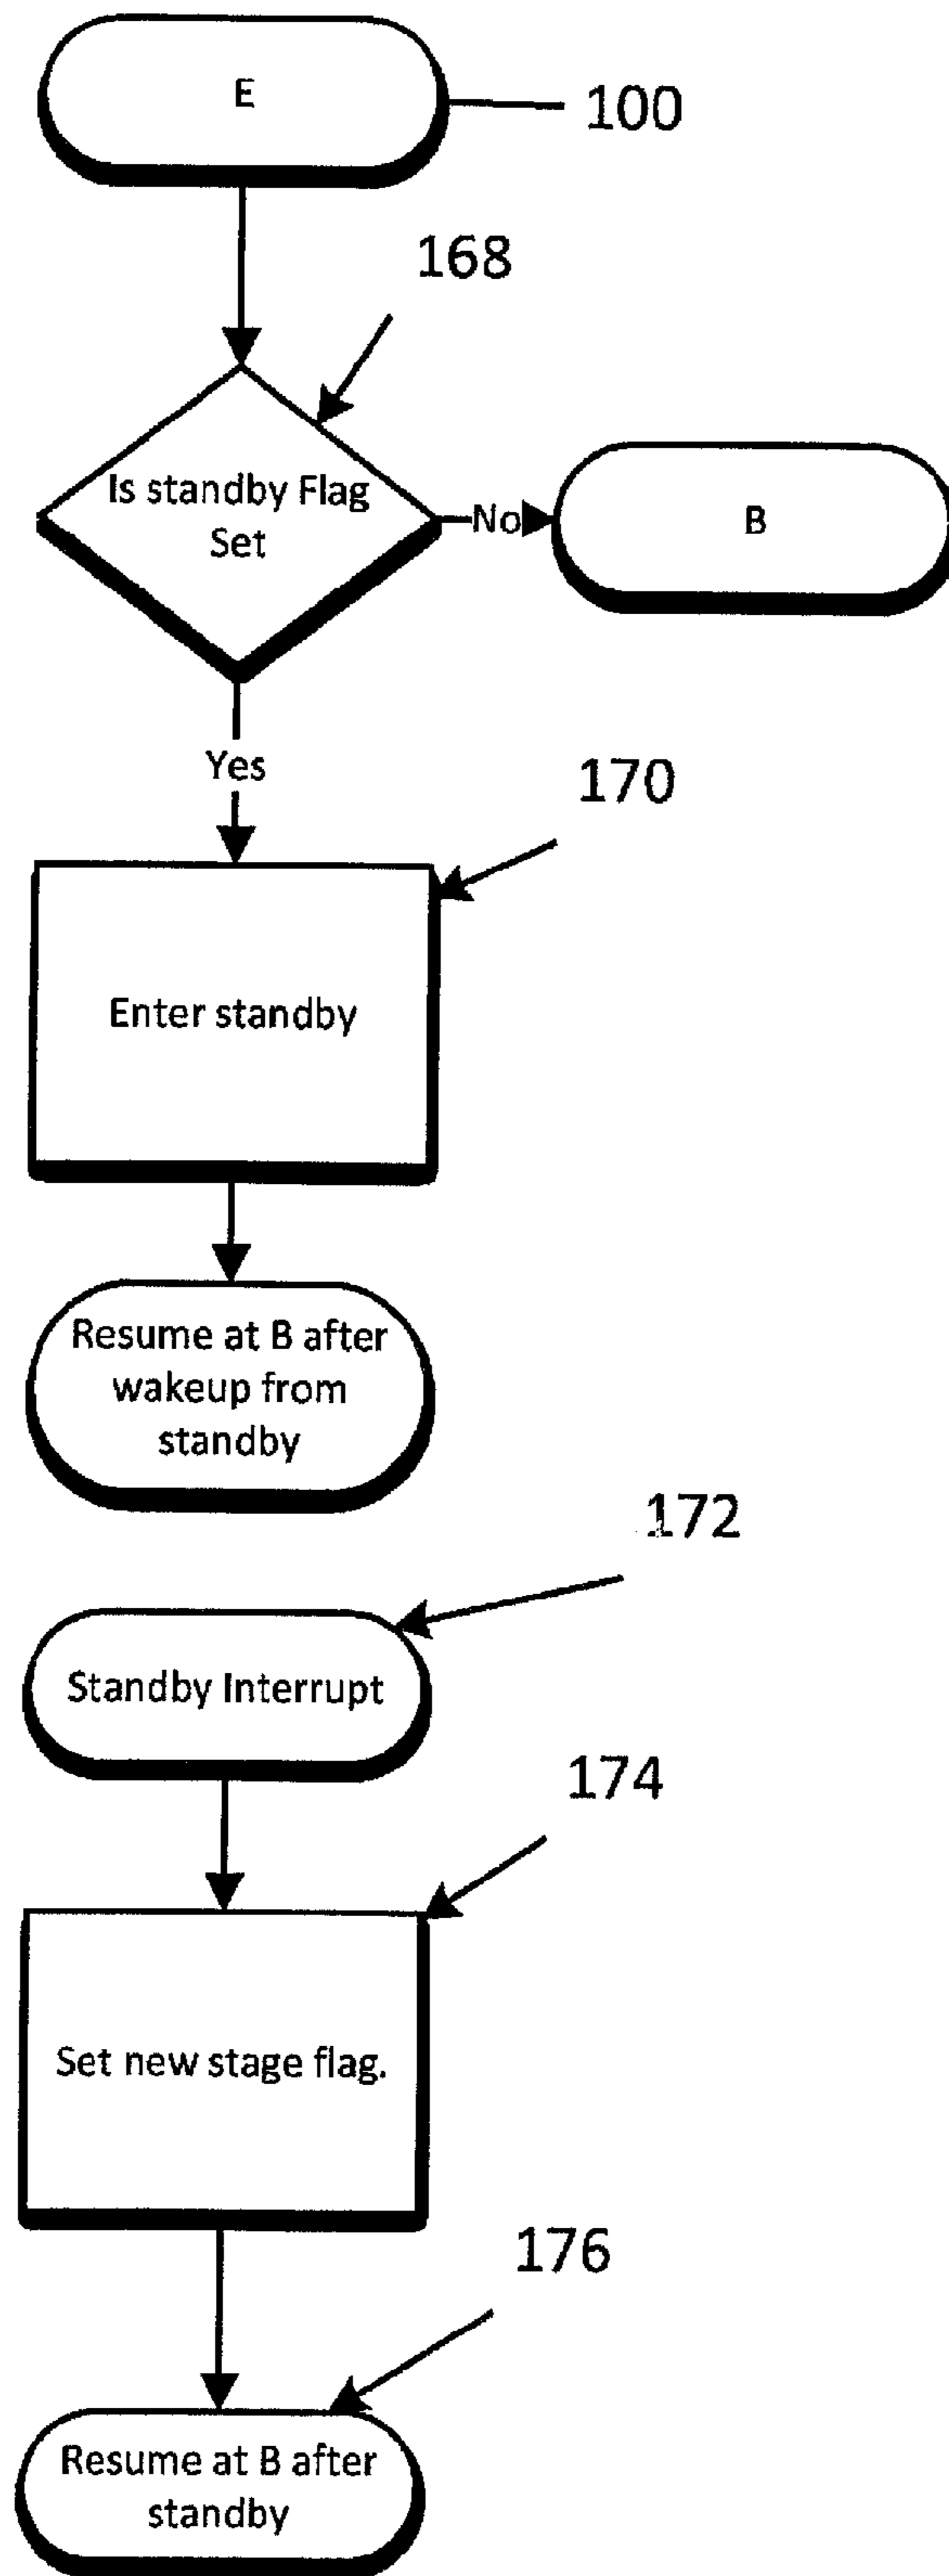 E
100
168
Is standby Flag
Set
No
B
Yes
170
Enter standby
Resume at B after
wakeup from
standby
172
Standby Interrupt
174
Set new stage flag.
176
Resume at B after
standby